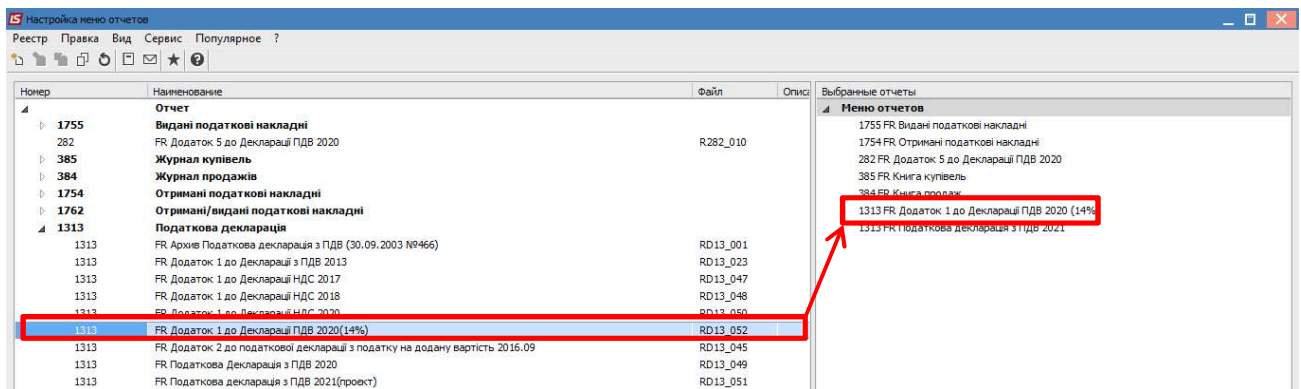 Настройка меню отчетов
Реестр Правка Вид Сервис Популярное ?
Номер Наименование Файл Описа Выбранные отчеты
Отчет Меню отчетов
1755 Видані податкові накладні 1755 FR Видані податкові накладні
282 FR Додаток 5 до Декларації ПДВ 2020 R282_010 1754 FR Отримані податкові накладні
385 Журнал купівель 282 FR Додаток 5 до Декларації ПДВ 2020
384 Журнал продажів 385 FR Книга купівель
1754 Отримані податкові накладні 384 FR Книга продаж
1762 Отримані/видані податкові накладні 1313 FR Додаток 1 до Декларації ПДВ 2020 (14%
1313 Податкова декларація 1313 FR Податкова декларація з ПДВ 2021
1313 FR Архив Податкова декларація з ПДВ (30.09.2003 №466) RD13_001
1313 FR Додаток 1 до Декларації з ПДВ 2013 RD13_023
1313 FR Додаток 1 до Декларації НДС 2017 RD13_047
1313 FR Додаток 1 до Декларації НДС 2018 RD13_048
1313 FR Додаток 1 до Декларації НДС 2020 RD13_050
1313 FR Додаток 1 до Декларації ПДВ 2020(14%) RD13_052
1313 FR Додаток 2 до податкової декларації з податку на додану вартість 2016.09 RD13_045
1313 FR Податкова Декларація з ПДВ 2020 RD13_049
1313 FR Податкова декларація з ПДВ 2021(проект) RD13_051